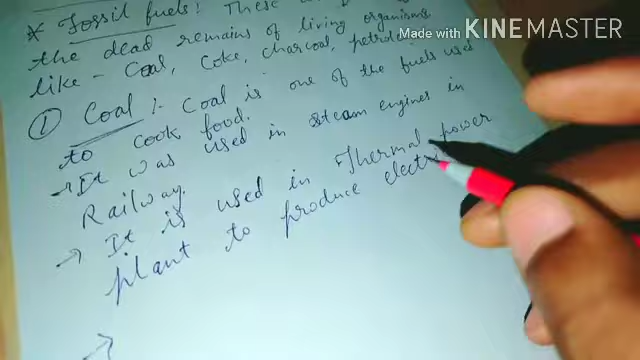 Made with KINEMASTER
* Fossil fuels: These
the dead remains of living organisms
like - Coal, Coke, charcoal,
① Coal :- Coal is one of the fuels used
to cook food.
→ It was used in steam engines in
Railway.
→ It is used in Thermal power
plant to produce
→